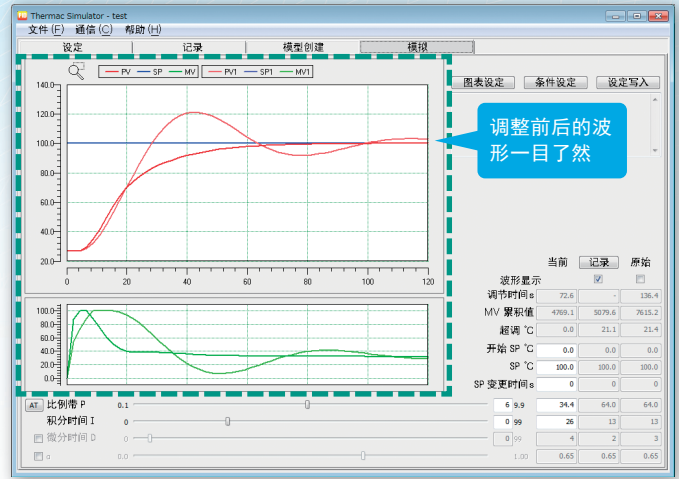 Thermac Simulator - test
文件(F) 通信(C) 帮助(H)
设定 记录 模型创建 模拟
PV SP MV PV1 SP1 MV1
图表设定 条件设定 设定写入
140.0
120.0
100.0
80.0
60.0
40.0
20.0
0 20 40 60 80 100 120
调整前后的波
形一目了然
100.0
80.0
60.0
40.0
20.0
0.0
当前 记录 原始
波形显示
调节时间s 72.6 - 136.4
MV 累积值 4769.1 5079.6 7615.2
超调 °C 0.0 21.1 21.4
开始 SP °C 0.0 0.0 0.0
SP °C 100.0 100.0 100.0
SP 变更时间s 0 0 0
AT 比例带 P 0.1 6 9.9 34.4 64.0 64.0
积分时间 I 0 0 99 26 13 13
微分时间 D 0 0 99 4 2 3
α 0.0 1.00 0.65 0.65 0.65